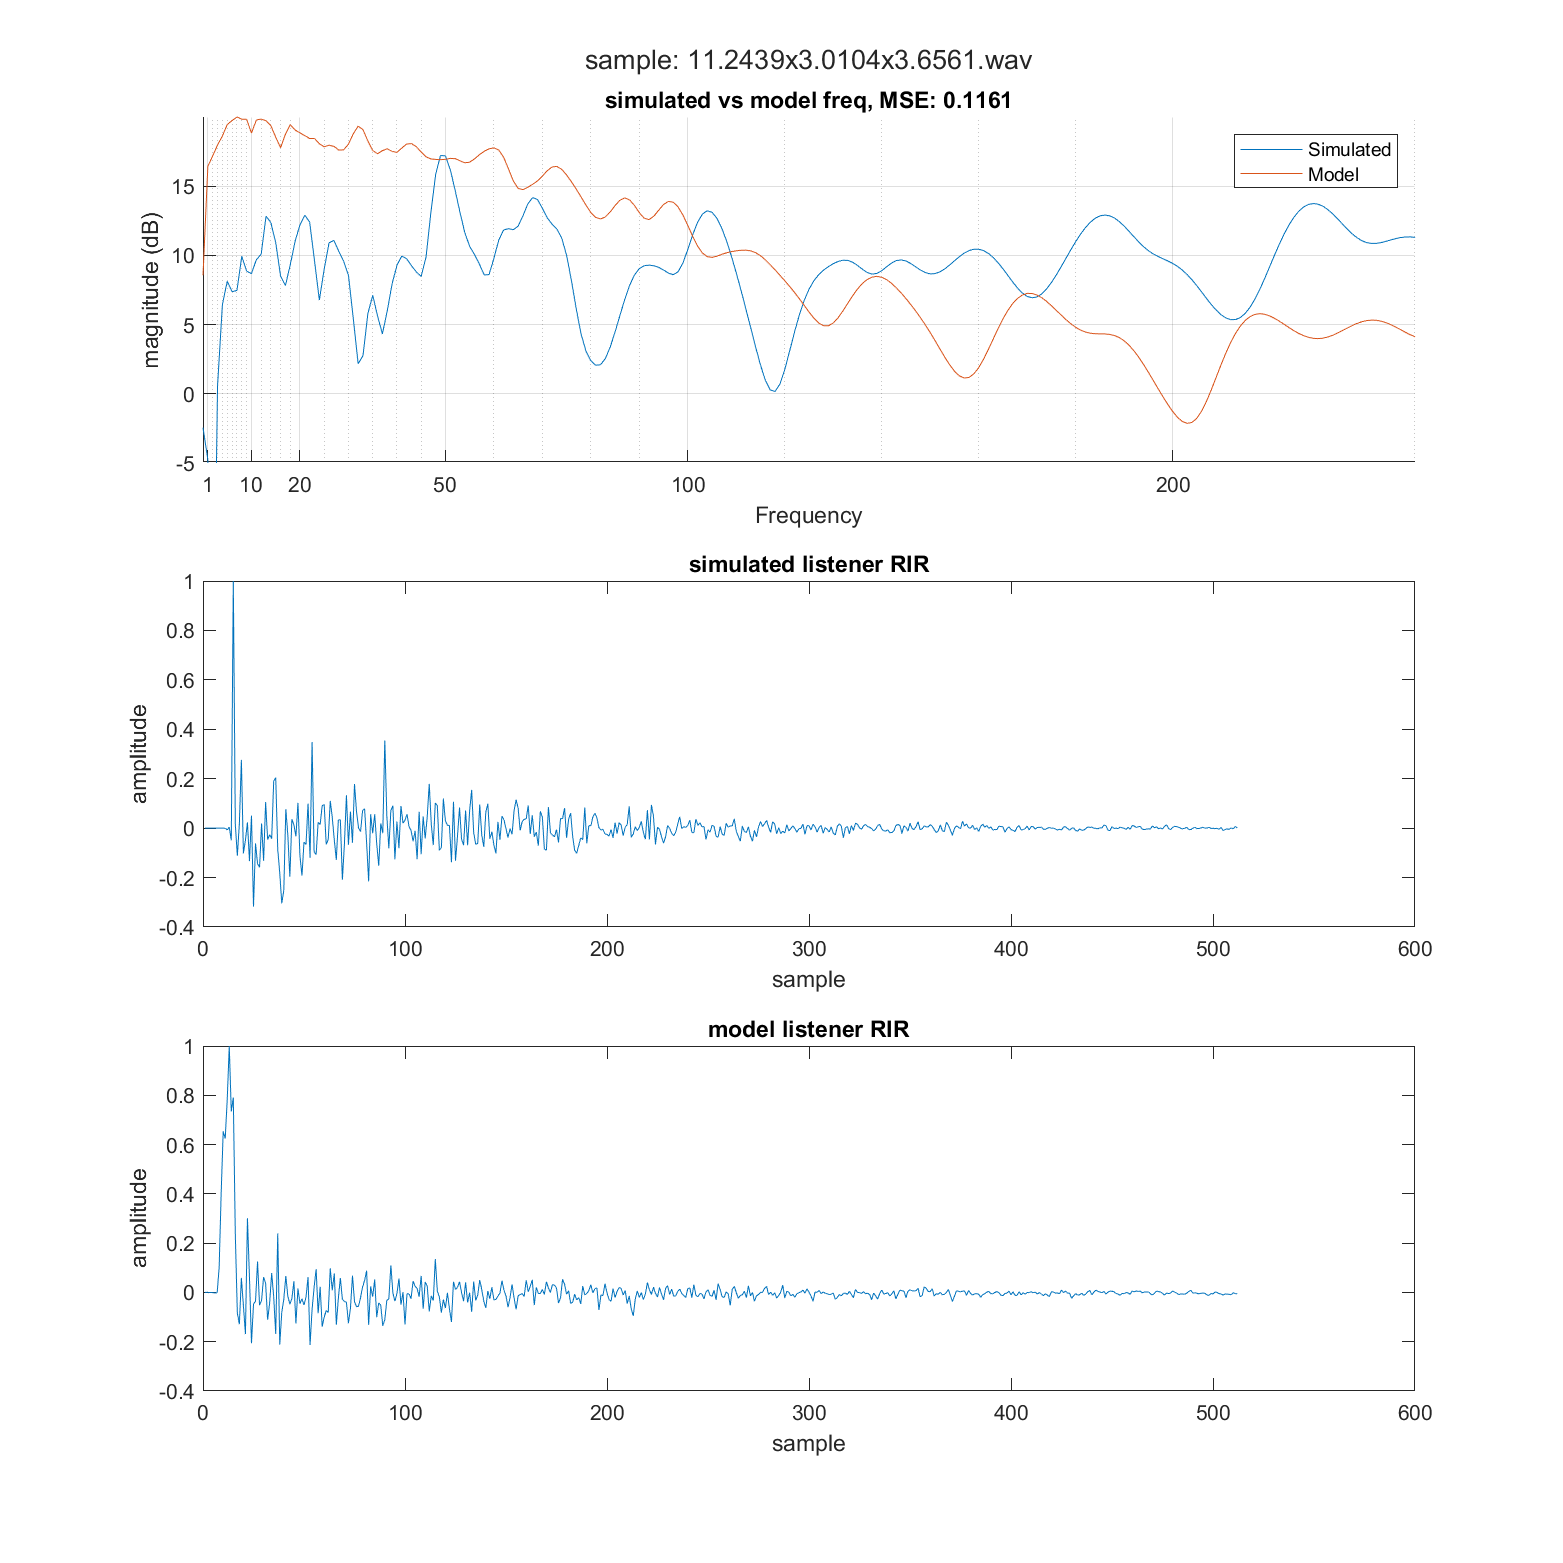 sample: 11.2439x3.0104x3.6561.wav
simulated vs model freq, MSE: 0.1161
Simulated
Model
magnitude (dB)
15
10
5
0
-5
1 10 20 50 100 200
Frequency
simulated listener RIR
amplitude
1
0.8
0.6
0.4
0.2
0
-0.2
-0.4
0 100 200 300 400 500 600
sample
model listener RIR
amplitude
1
0.8
0.6
0.4
0.2
0
-0.2
-0.4
0 100 200 300 400 500 600
sample